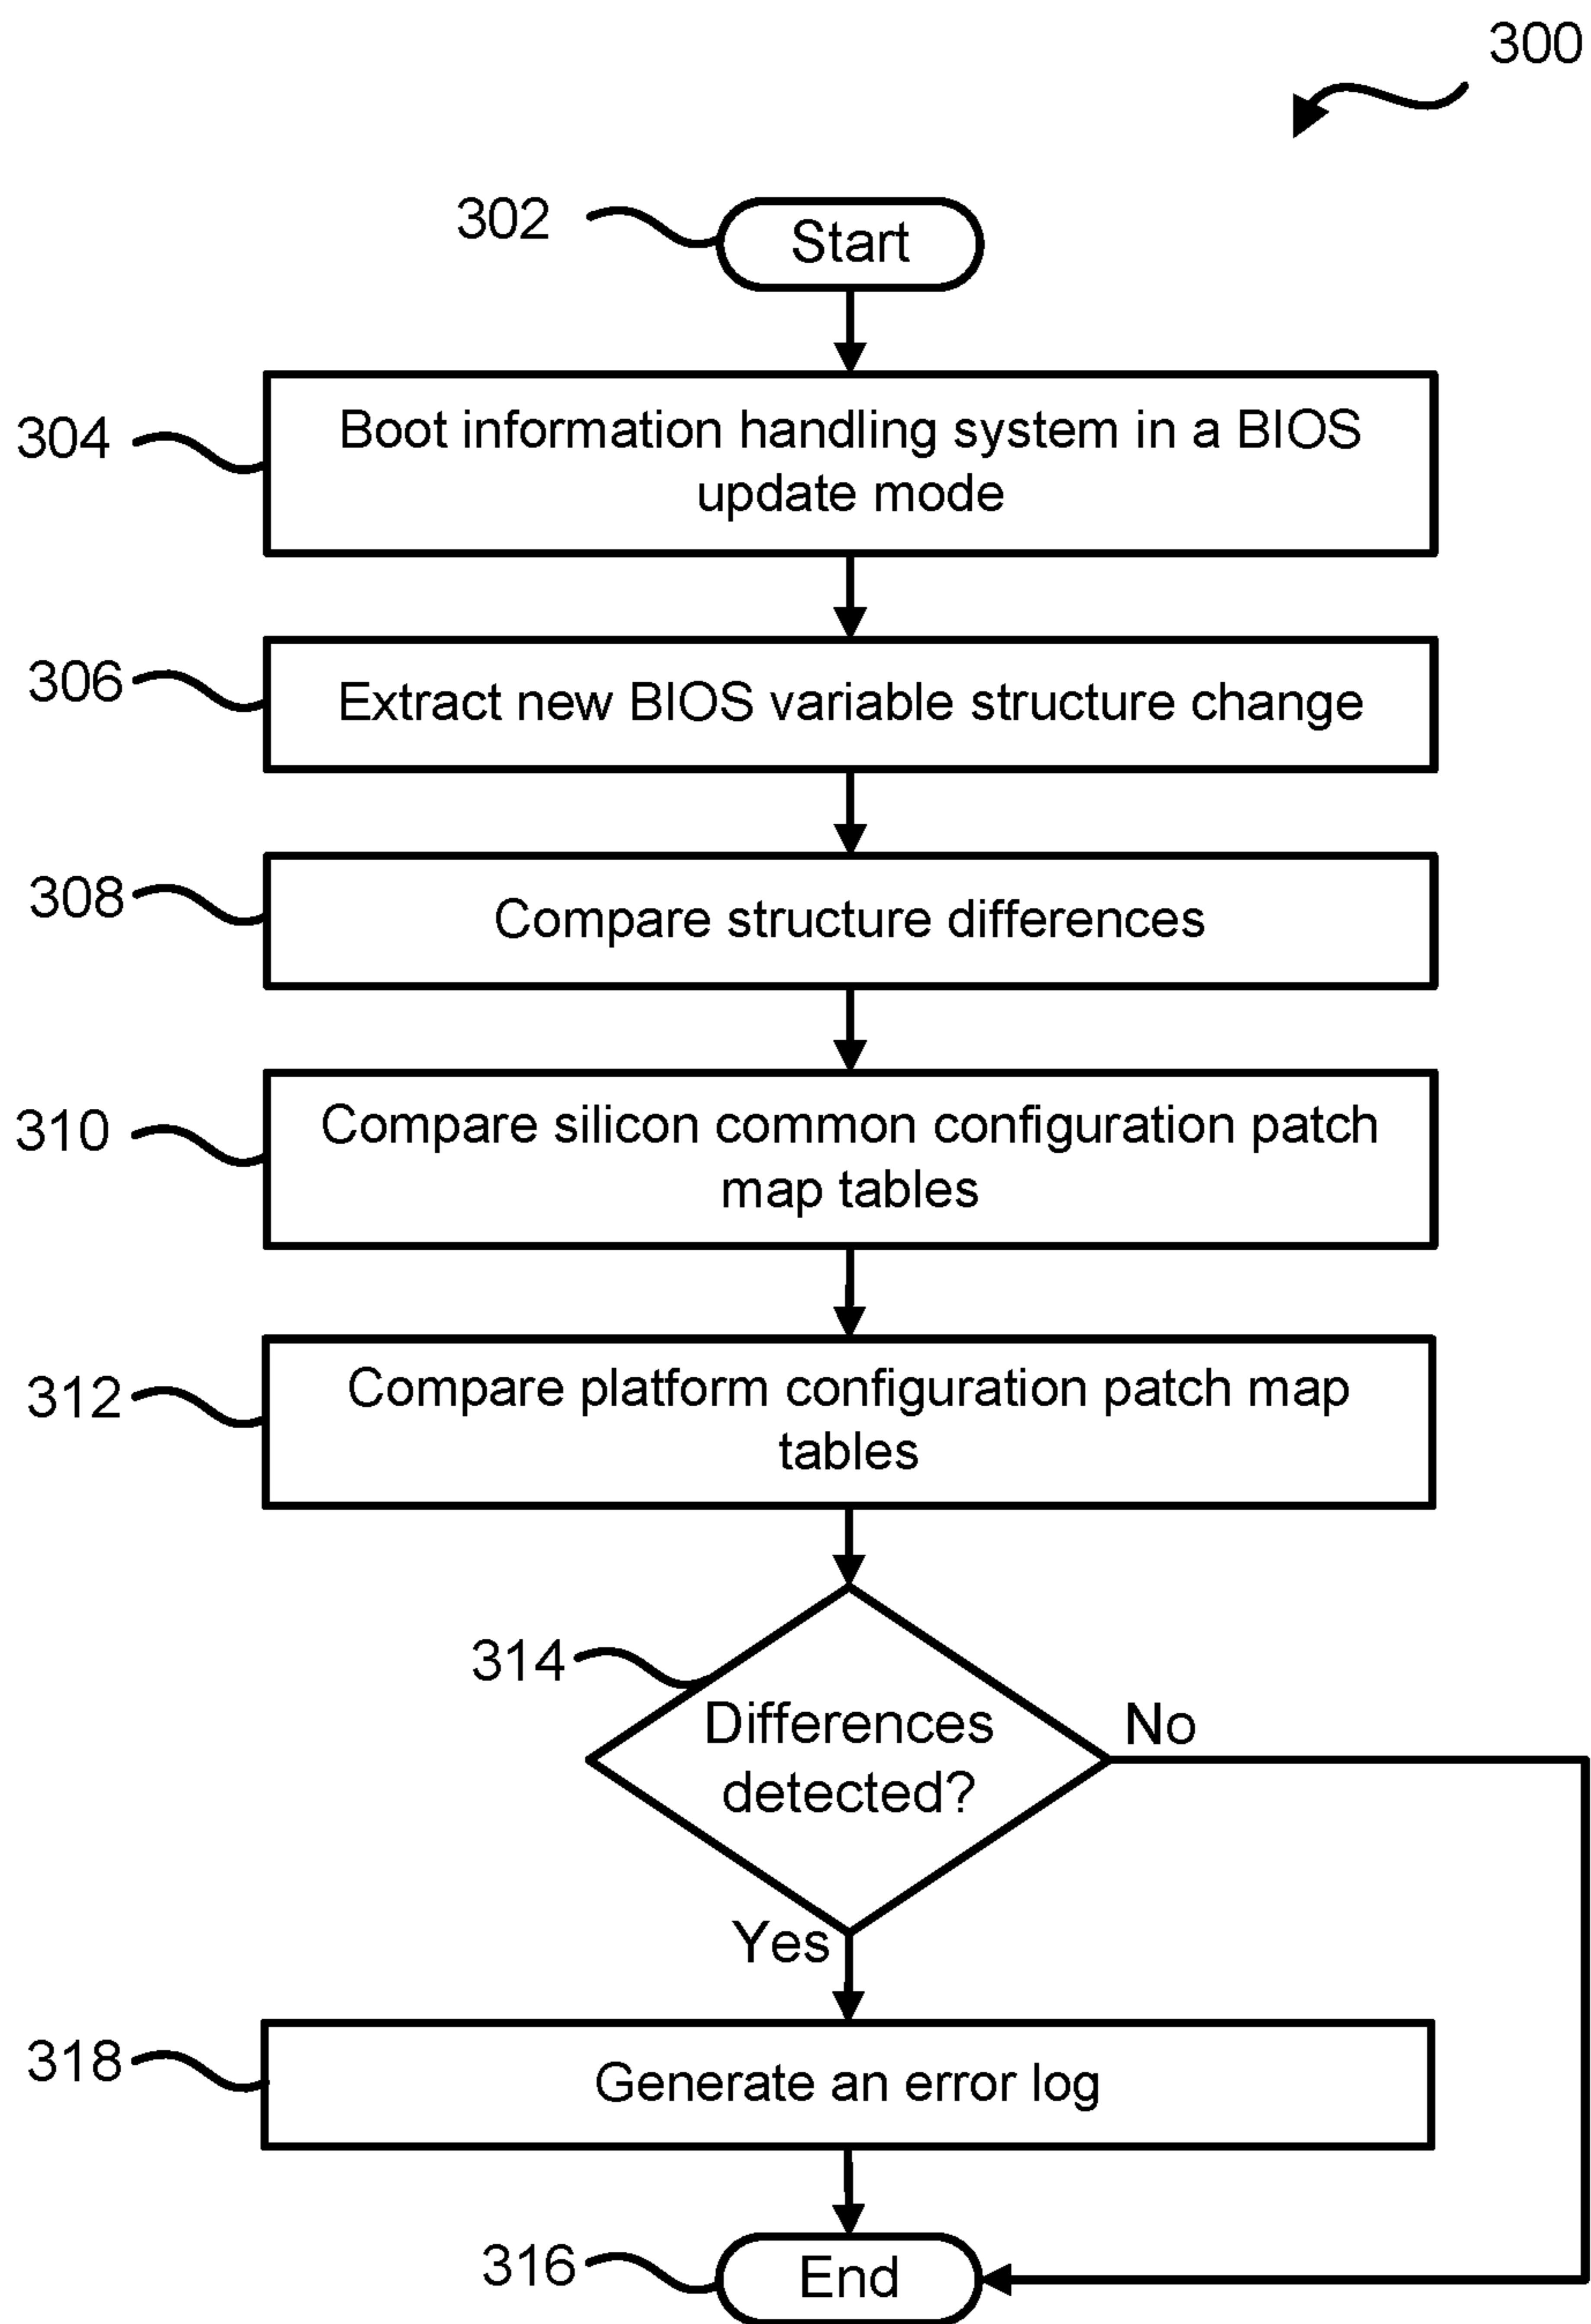 300
302
Start
304
Boot information handling system in a BIOS
update mode
306
Extract new BIOS variable structure change
308
Compare structure differences
310
Compare silicon common configuration patch
map tables
312
Compare platform configuration patch map
tables
314
Differences
detected?
No
Yes
318
Generate an error log
316
End